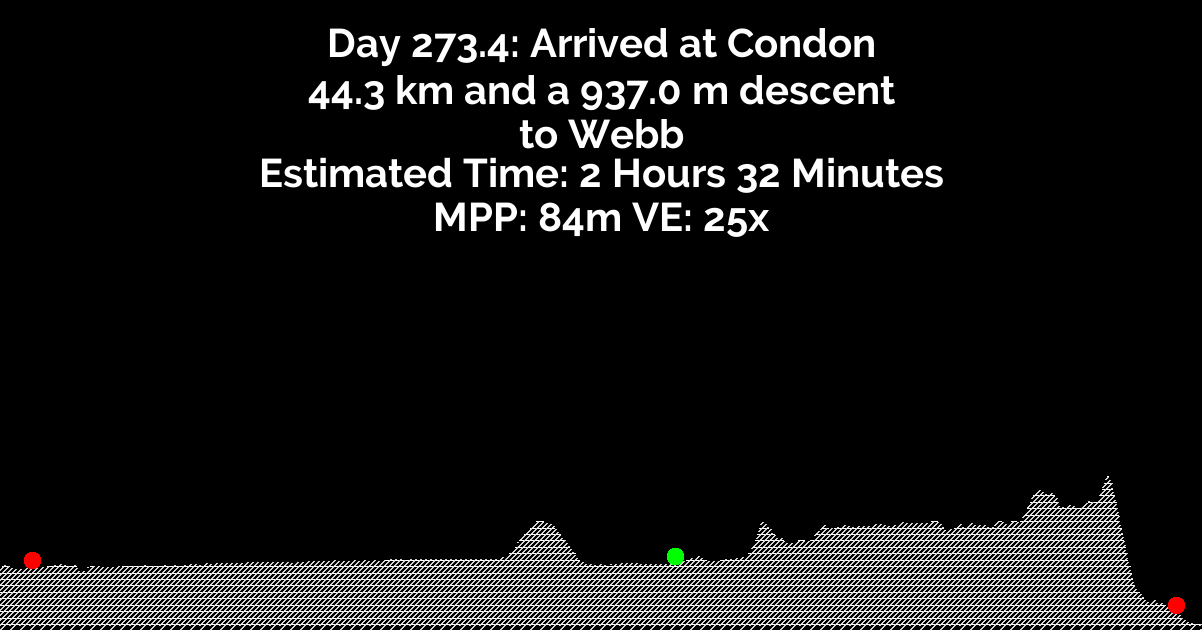 Day 273.4: Arrived at Condon
44.3 km and a 937.0 m descent
to Webb
Estimated Time: 2 Hours 32 Minutes
MPP: 84m VE: 25x